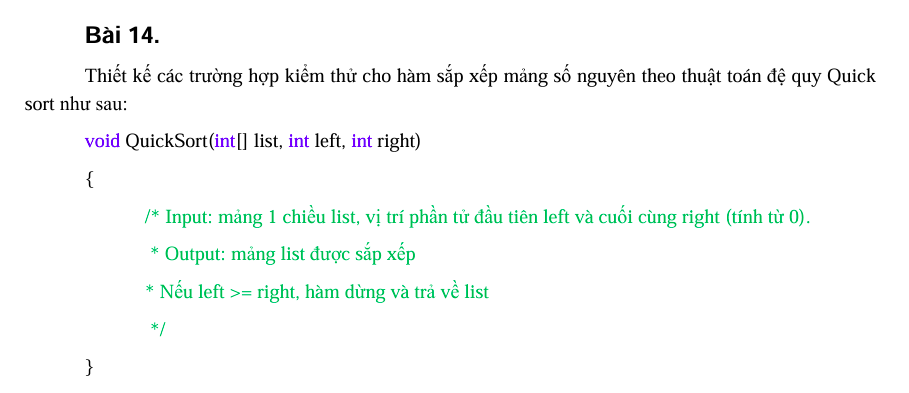 Bài 14.
Thiết kế các trường hợp kiểm thử cho hàm sắp xếp mảng số nguyên theo thuật toán đệ quy Quick
sort như sau:
void QuickSort(int[] list, int left, int right)
{
/* Input: mảng 1 chiều list, vị trí phần tử đầu tiên left và cuối cùng right (tính từ 0).
* Output: mảng list được sắp xếp
* Nếu left >= right, hàm dừng và trả về list
*/
}